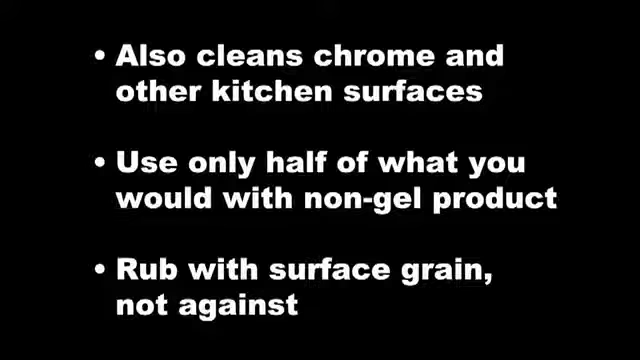 • Also cleans chrome and
other kitchen surfaces
• Use only half of what you
would with non-gel product
• Rub with surface grain,
not against